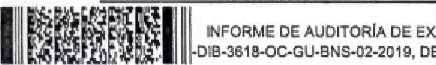 INFORME DE AUDITORÍA DE EX
-DIB-3618-OC-GU-BNS-02-2019, DE